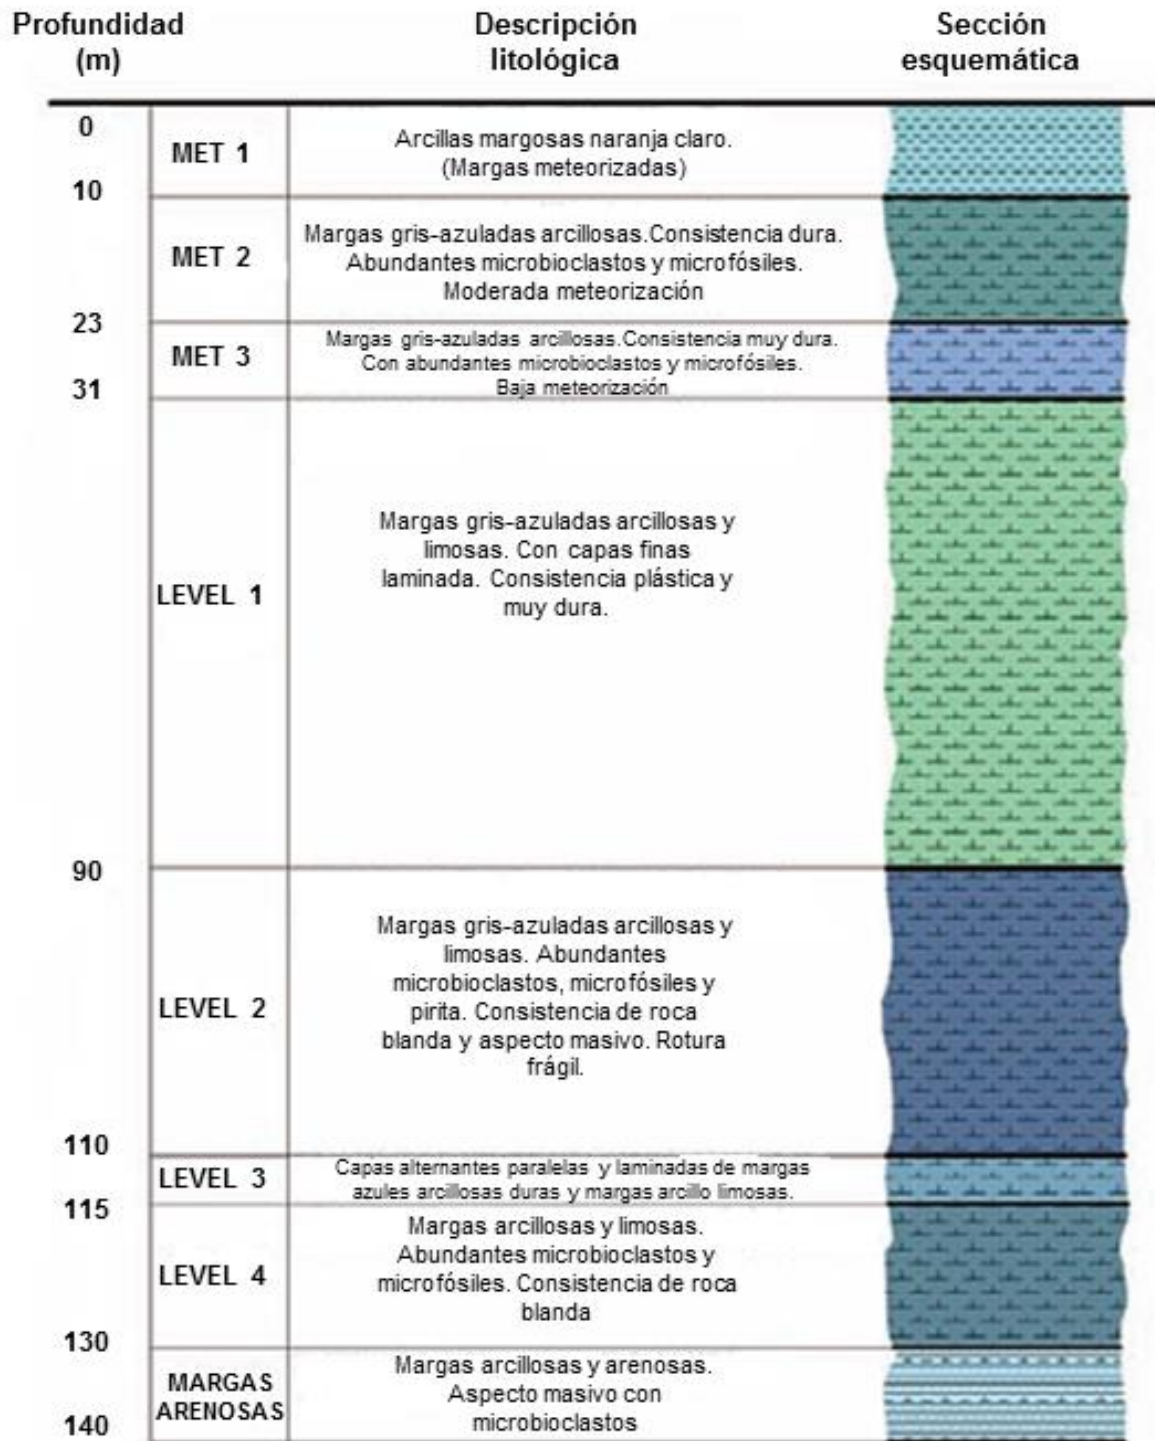 Profundidad
(m)
Descripción
litológica
Sección
esquemática
0
MET 1
Arcillas margosas naranja claro.
(Margas meteorizadas)
10
MET 2
Margas gris-azuladas arcillosas.Consistencia dura.
Abundantes microbioclastos y microfósiles.
Moderada meteorización
23
MET 3
Margas gris-azuladas arcillosas.Consistencia muy dura.
Con abundantes microbioclastos y microfósiles.
Baja meteorización
31
LEVEL 1
Margas gris-azuladas arcillosas y
limosas. Con capas finas
laminada. Consistencia plástica y
muy dura.
90
LEVEL 2
Margas gris-azuladas arcillosas y
limosas. Abundantes
microbioclastos, microfósiles y
pirita. Consistencia de roca
blanda y aspecto masivo. Rotura
frágil.
110
LEVEL 3
Capas alternantes paralelas y laminadas de margas
azules arcillosas duras y margas arcillo limosas.
115
LEVEL 4
Margas arcillosas y limosas.
Abundantes microbioclastos y
microfósiles. Consistencia de roca
blanda
130
MARGAS
ARENOSAS
Margas arcillosas y arenosas.
Aspecto masivo con
microbioclastos
140